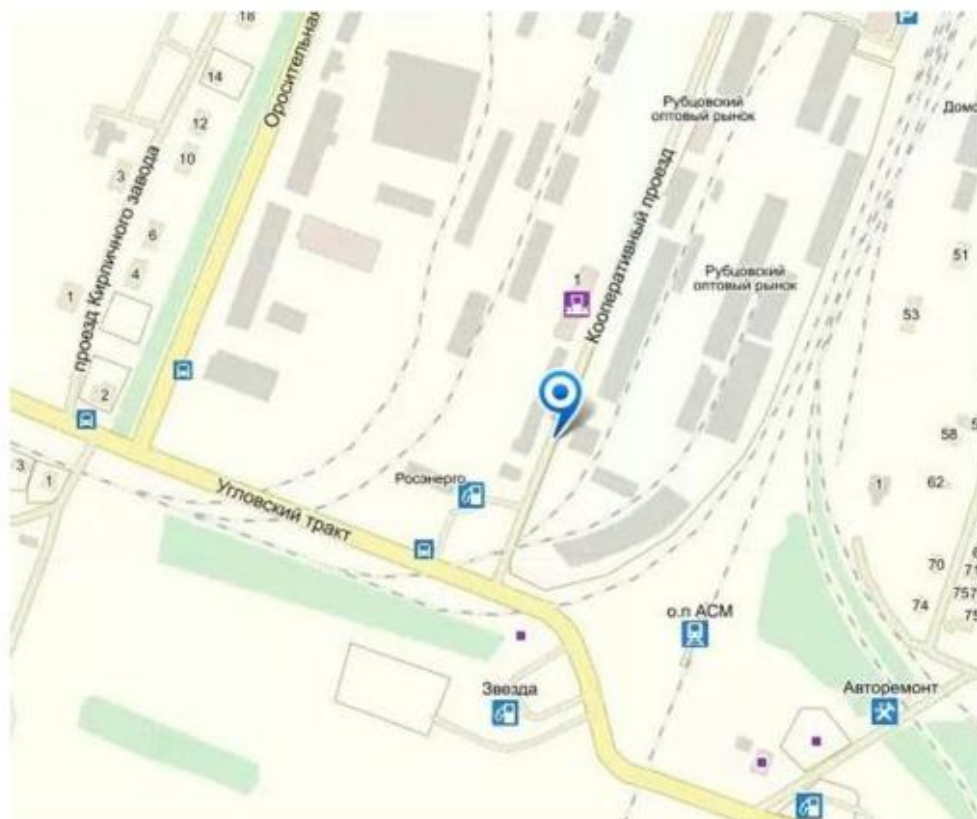 18
Оросительная
14
12
10
3
проезд Кирпичного завода
6
4
1
2
Рубцовский
оптовый рынок
Кооперативный проезд
Рубцовский
оптовый рынок
1
51
53
58
62
1
70
74
3
1
Росэнерго
Угловский тракт
о.п АСМ
Звезда
Авторемонт